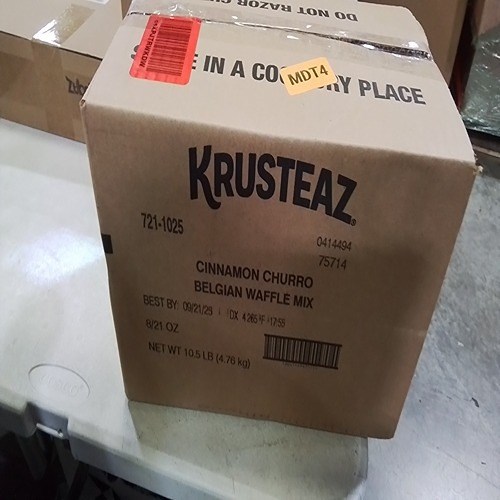 DO NOT RAZOR
IN A CO RY PLACE
MDT4
KRUSTEAZ
721-1025
0414494
75714
CINNAMON CHURRO
BELGIAN WAFFLE MIX
BEST BY: 09/21/29
8/21 OZ
NET WT 10.5 LB (4.76 kg)